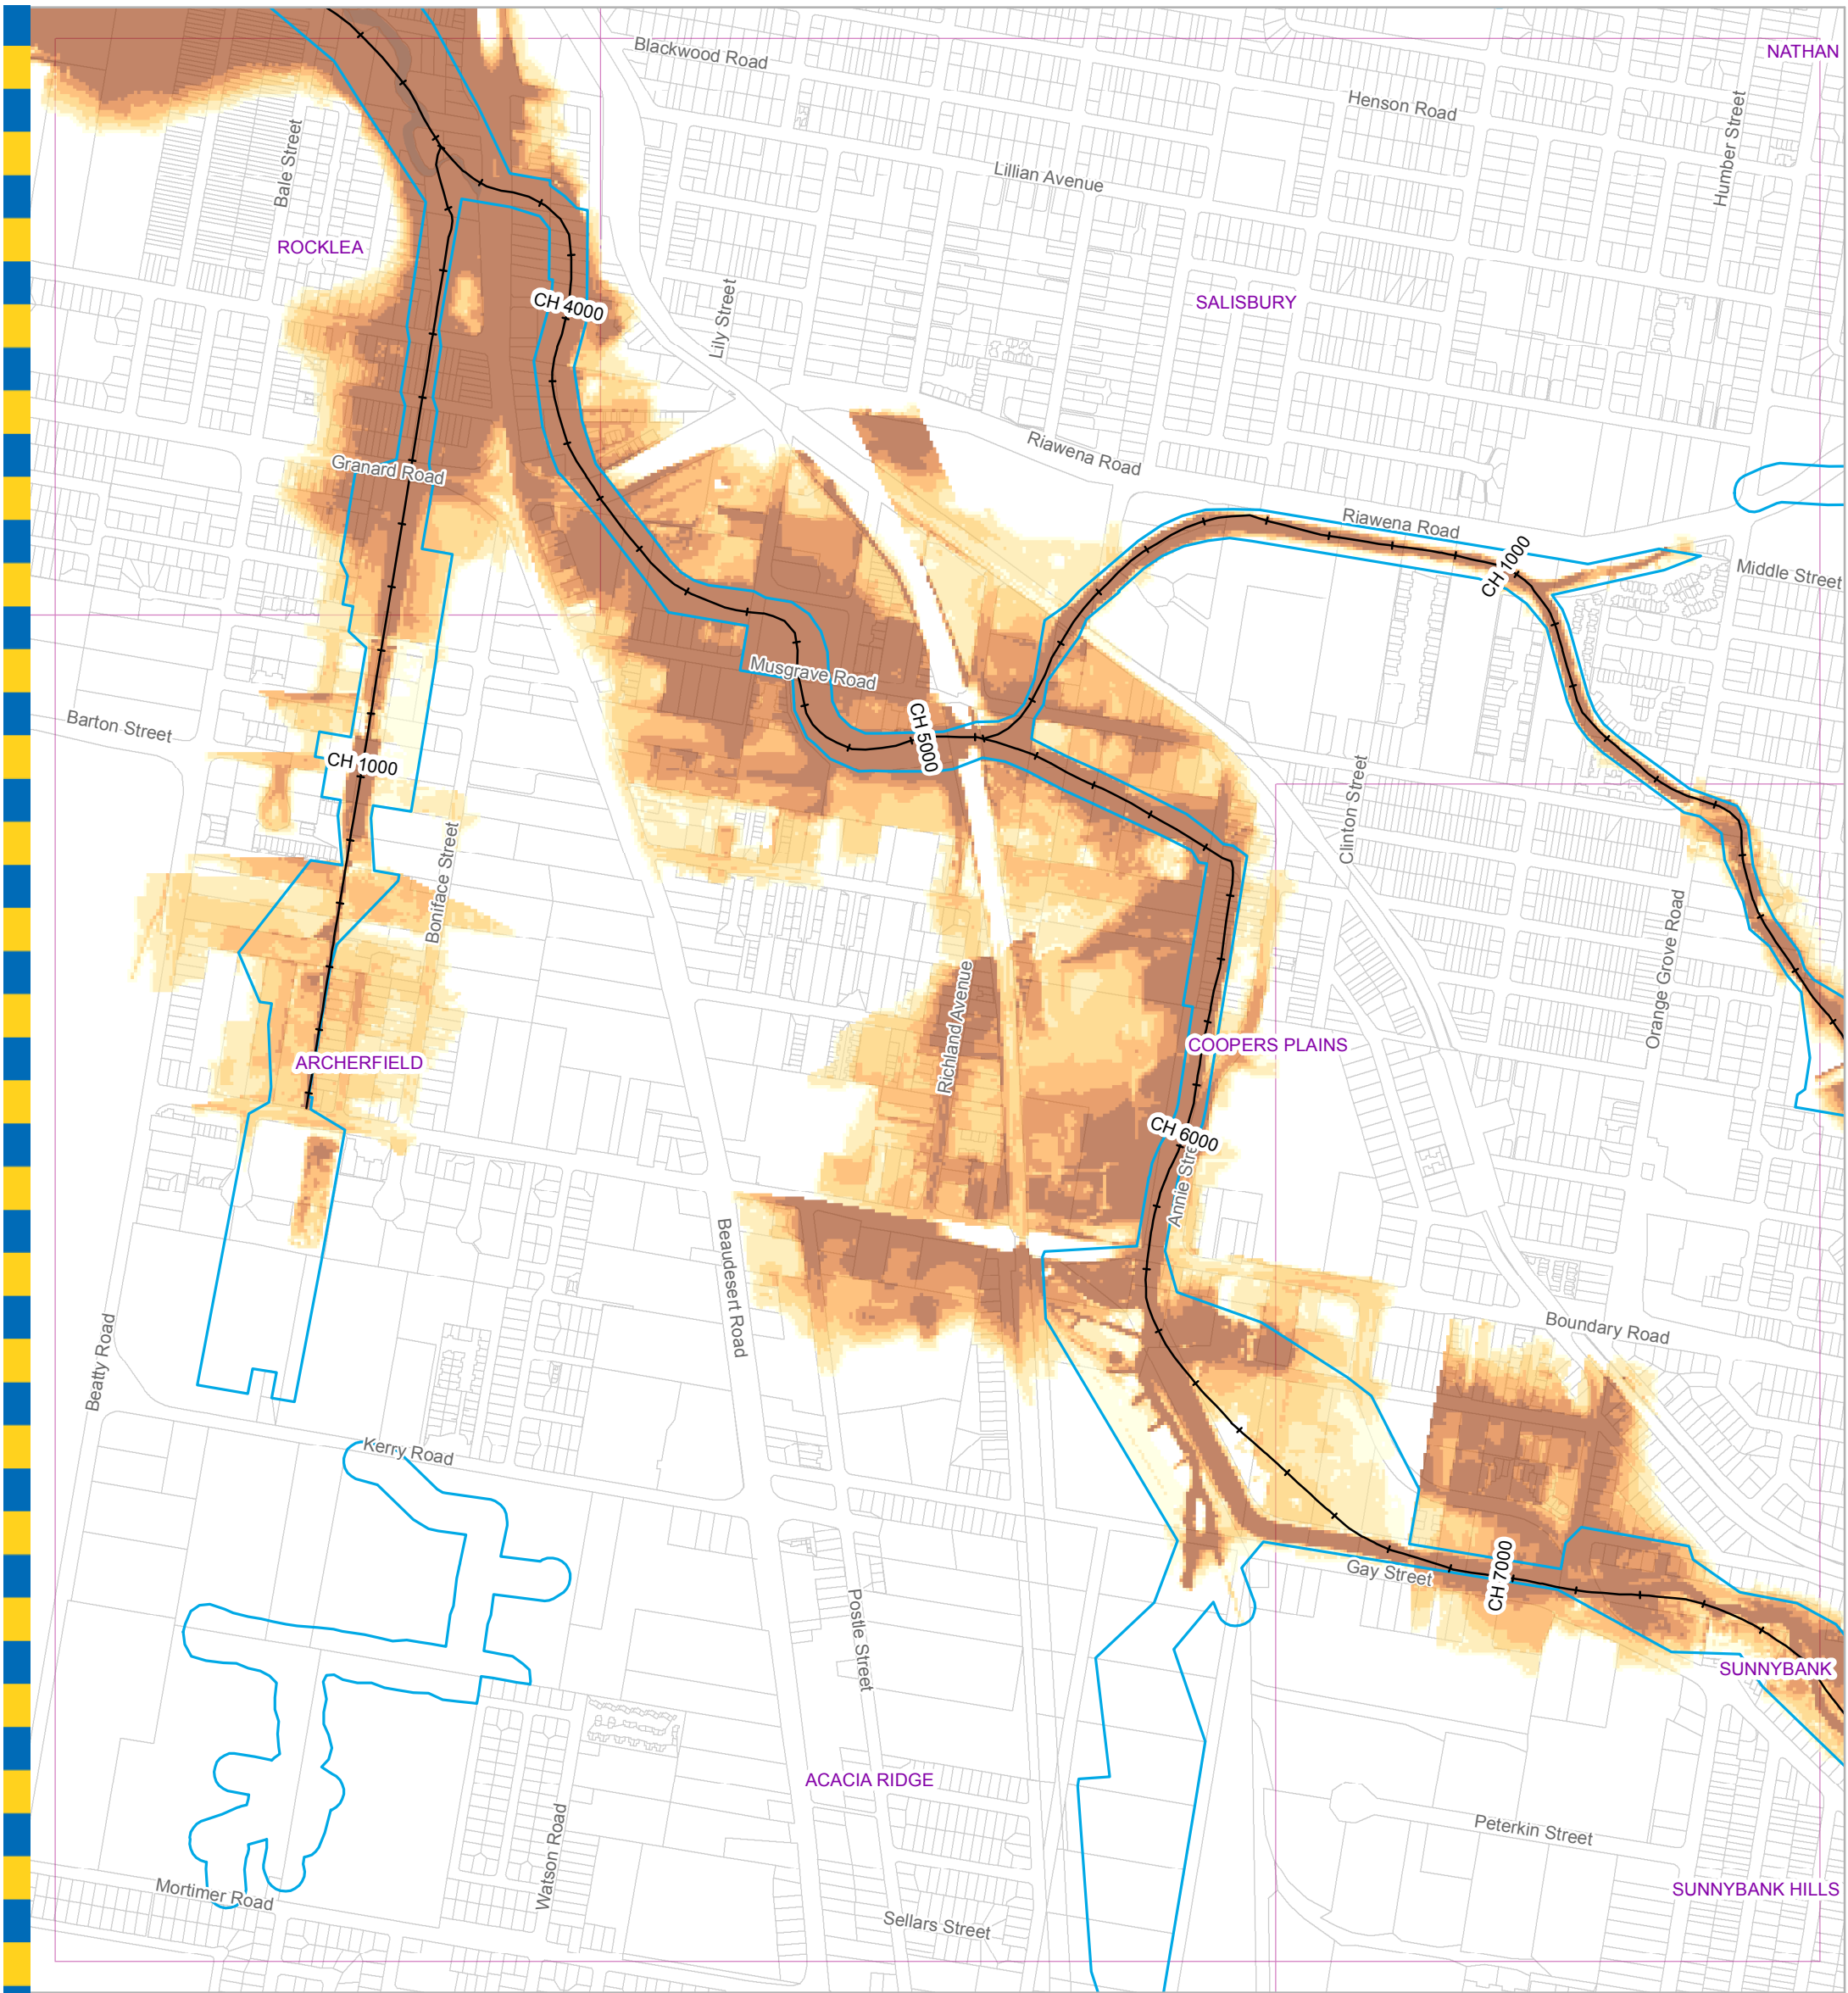 NATHAN
Blackwood Road
Henson Road
Humber Street
Bale Street
Lillian Avenue
ROCKLEA
SALISBURY
CH 4000
Lily Street
Riawena Road
Granard Road
Riawena Road
CH 1000
Middle Street
Musgrave Road
Barton Street
CH 5000
CH 1000
Clinton Street
Boniface Street
Orange Grove Road
Richland Avenue
COOPERS PLAINS
ARCHERFIELD
CH 6000
Annie Stre
Beaudesert Road
Boundary Road
Beatty Road
Kerry Road
Gay Street
CH 7000
Postle Street
SUNNYBANK
ACACIA RIDGE
Peterkin Street
Watson Road
SUNNYBANK HILLS
Mortimer Road
Sellars Street